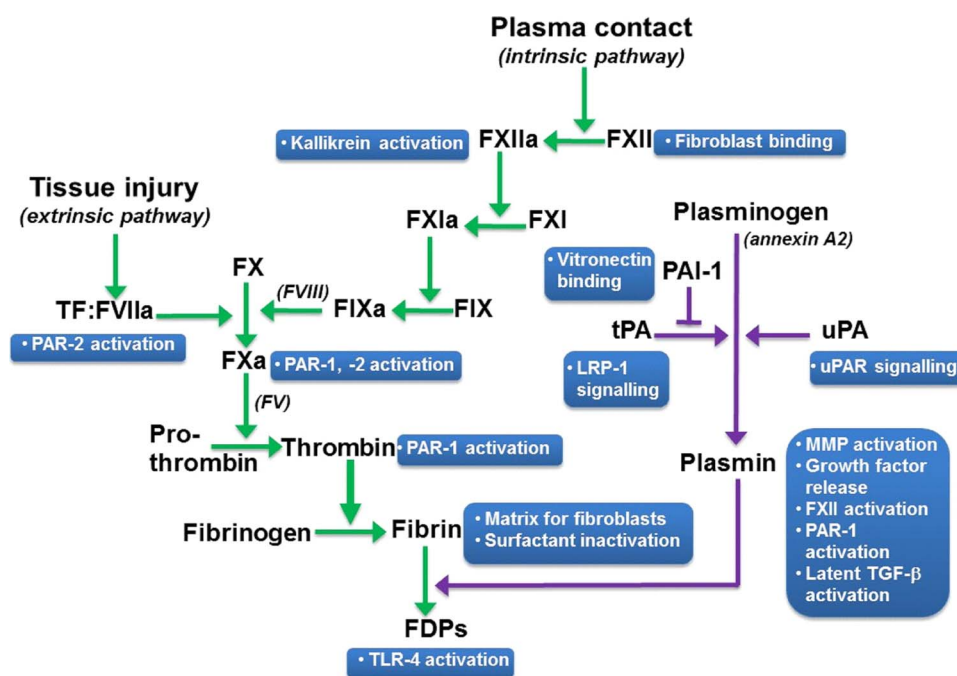 Plasma contact
(intrinsic pathway)
• Kallikrein activation
FXIIa
FXII
• Fibroblast binding
Tissue injury
(extrinsic pathway)
FXIa
FXI
Plasminogen
(annexin A2)
• Vitronectin
binding
PAI-1
FX
(FVIII)
FIXa
FIX
TF:FVIIa
tPA
uPA
• PAR-2 activation
FXa
• PAR-1, -2 activation
• LRP-1
signalling
• uPAR signalling
(FV)
Pro-
thrombin
Thrombin
• PAR-1 activation
Plasmin
• MMP activation
• Growth factor
release
• FXII activation
• PAR-1
activation
• Latent TGF-β
activation
Fibrinogen
Fibrin
• Matrix for fibroblasts
• Surfactant inactivation
FDPs
• TLR-4 activation